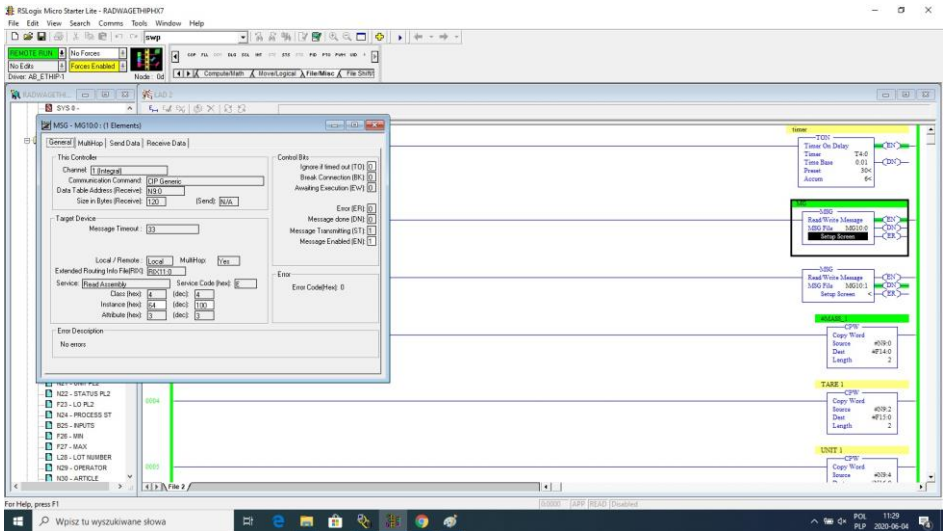 RSLogix Micro Starter Lite - RADWAGETHIPHX7
File Edit View Search Comms Tools Window Help
swp
REMOTE RUN No Forces
No Edits Forces Enabled
Driver: AB_ETHIP-1 Node: 0d
Compute/Math Move/Logical File/Misc File Shift/
LAD 2
SYS 0 -
MSG - MG10:0 : (1 Elements)
General MultiHop Send Data Receive Data
This Controller
Channel: 1 (Integral)
Communication Command: CIP Generic
Data Table Address (Receive): N9:0
Size in Bytes (Receive): 120 (Send): N/A
Target Device
Message Timeout : 33
Local / Remote : Local MultiHop: Yes
Extended Routing Info File(RIX): RIX11:0
Service: Read Assembly Service Code (hex): E
Class (hex): 4 (dec): 4
Instance (hex): 64 (dec): 100
Attribute (hex): 3 (dec): 3
Control Bits
Ignore if timed out (TO): 0
Break Connection (BK): 0
Awaiting Execution (EW): 0
Error (ER): 0
Message done (DN): 0
Message Transmitting (ST): 1
Message Enabled (EN): 1
Error
Error Code(Hex): 0
Error Description
No errors
timer
TON
Timer On Delay EN
Timer T4:0
Time Base 0.01 DN
Preset 30<
Accum 6<
MSG
Read/Write Message EN
MSG File MG10:0 DN
Setup Screen ER
MSG
Read/Write Message EN
MSG File MG10:1 DN
Setup Screen < ER
CPW
Copy Word
Source #N9:0
Dest #F14:0
Length 2
TARE 1
CPW
Copy Word
Source #N9:2
Dest #F15:0
Length 2
UNIT 1
CPW
Copy Word
Source #N9:4
N22 - STATUS PL2
F23 - LO PL2
N24 - PROCESS ST
B25 - INPUTS
F26 - MIN
F27 - MAX
L28 - LOT NUMBER
N29 - OPERATOR
N30 - ARTICLE
0004
File 2
For Help, press F1
0:0000 APP READ Disabled
Wpisz tu wyszukiwane słowa
POL 11:29
PLP 2020-06-04